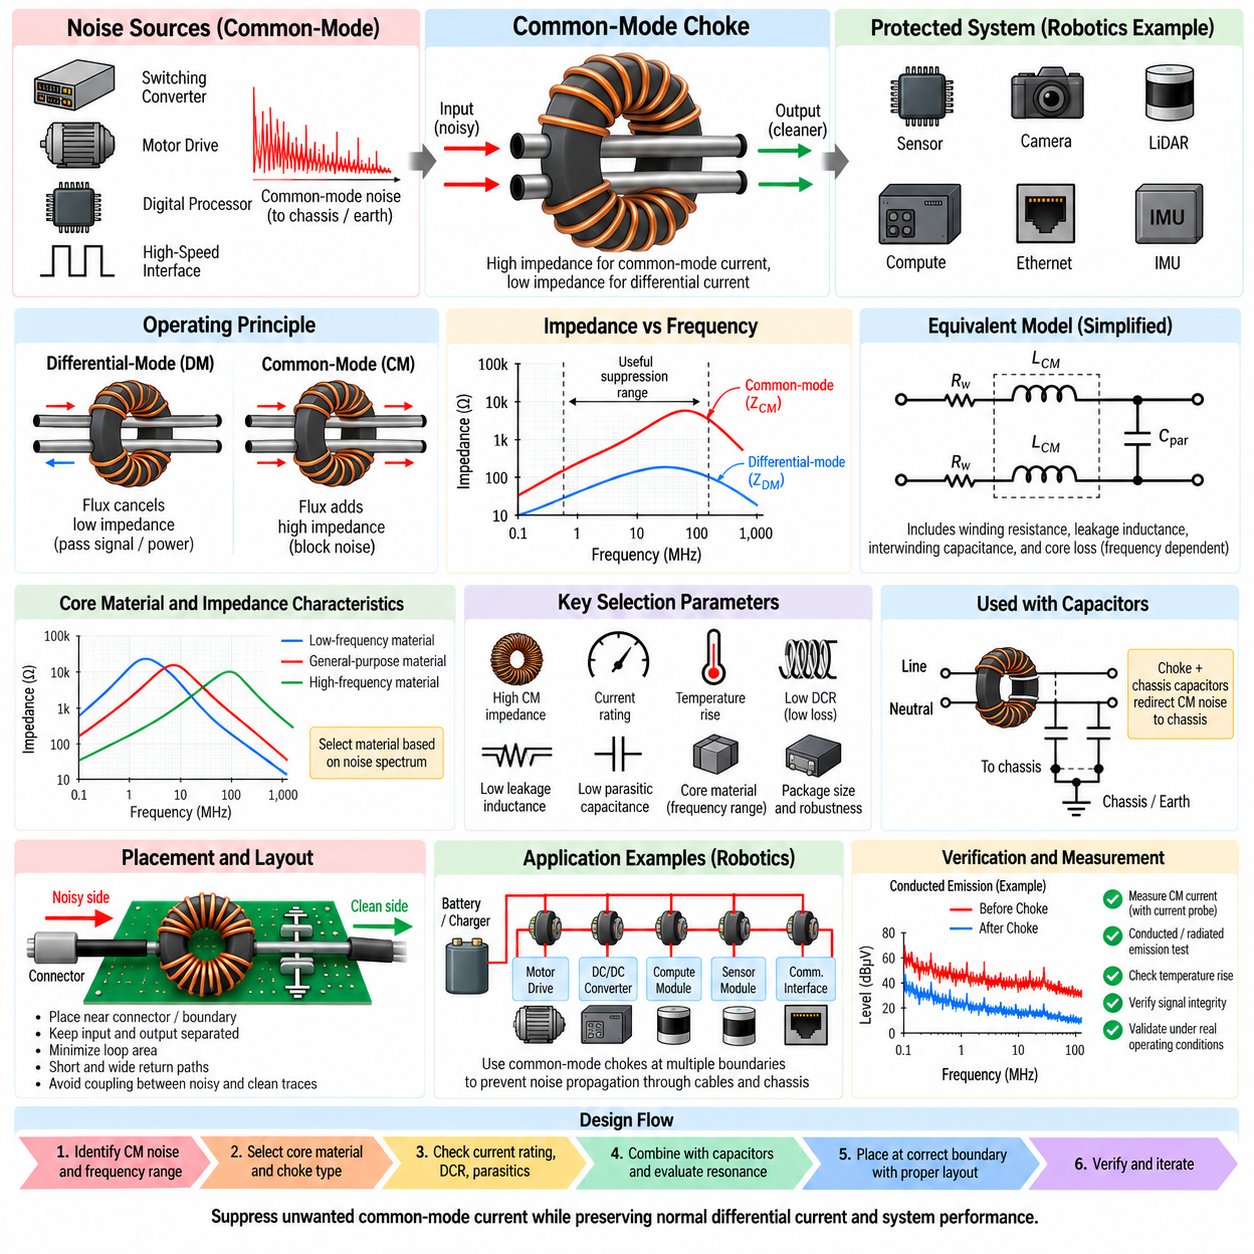 Noise Sources (Common-Mode)
Switching
Converter
Motor Drive
Digital Processor
High-Speed
Interface
Common-mode noise
(to chassis / earth)
Common-Mode Choke
Input
(noisy)
Output
(cleaner)
High impedance for common-mode current,
low impedance for differential current
Protected System (Robotics Example)
Sensor
Camera
LiDAR
Compute
Ethernet
IMU
IMU
Operating Principle
Differential-Mode (DM)
Flux cancels
low impedance
(pass signal / power)
Common-Mode (CM)
Flux adds
high impedance
(block noise)
Impedance vs Frequency
Impedance (Ω)
100k
10k
1k
100
10
0.1
1
10
100
1,000
Frequency (MHz)
Useful
suppression
range
Common-mode
(Z_CM)
Differential-mode
(Z_DM)
Equivalent Model (Simplified)
L_CM
R_w
L_CM
R_w
C_par
Includes winding resistance, leakage inductance,
interwinding capacitance, and core loss (frequency dependent)
Core Material and Impedance Characteristics
Impedance (Ω)
100k
10k
1k
100
10
0.1
1
10
100
1,000
Frequency (MHz)
Low-frequency material
General-purpose material
High-frequency material
Select material based
on noise spectrum
Key Selection Parameters
High CM
impedance
Current
rating
Temperature
rise
Low DCR
(low loss)
Low leakage
inductance
Low parasitic
capacitance
Core material
(frequency range)
Package size
and robustness
Used with Capacitors
Line
Neutral
To chassis
Chassis / Earth
Choke +
chassis capacitors
redirect CM noise
to chassis
Placement and Layout
Noisy side
Clean side
Connector
• Place near connector / boundary
• Keep input and output separated
• Minimize loop area
• Short and wide return paths
• Avoid coupling between noisy and clean traces
Application Examples (Robotics)
Battery
/ Charger
Motor
Drive
DC/DC
Converter
Compute
Module
Sensor
Module
Comm.
Interface
Use common-mode chokes at multiple boundaries
to prevent noise propagation through cables and chassis
Verification and Measurement
Conducted Emission (Example)
Before Choke
After Choke
Level (dBµV)
80
60
40
20
0
0.1
1
10
100
Frequency (MHz)
Measure CM current
(with current probe)
Conducted / radiated
emission test
Check temperature rise
Verify signal integrity
Validate under real
operating conditions
Design Flow
1. Identify CM noise
and frequency range
2. Select core material
and choke type
3. Check current rating,
DCR, parasitics
4. Combine with capacitors
and evaluate resonance
5. Place at correct boundary
with proper layout
6. Verify and iterate
Suppress unwanted common-mode current while preserving normal differential current and system performance.